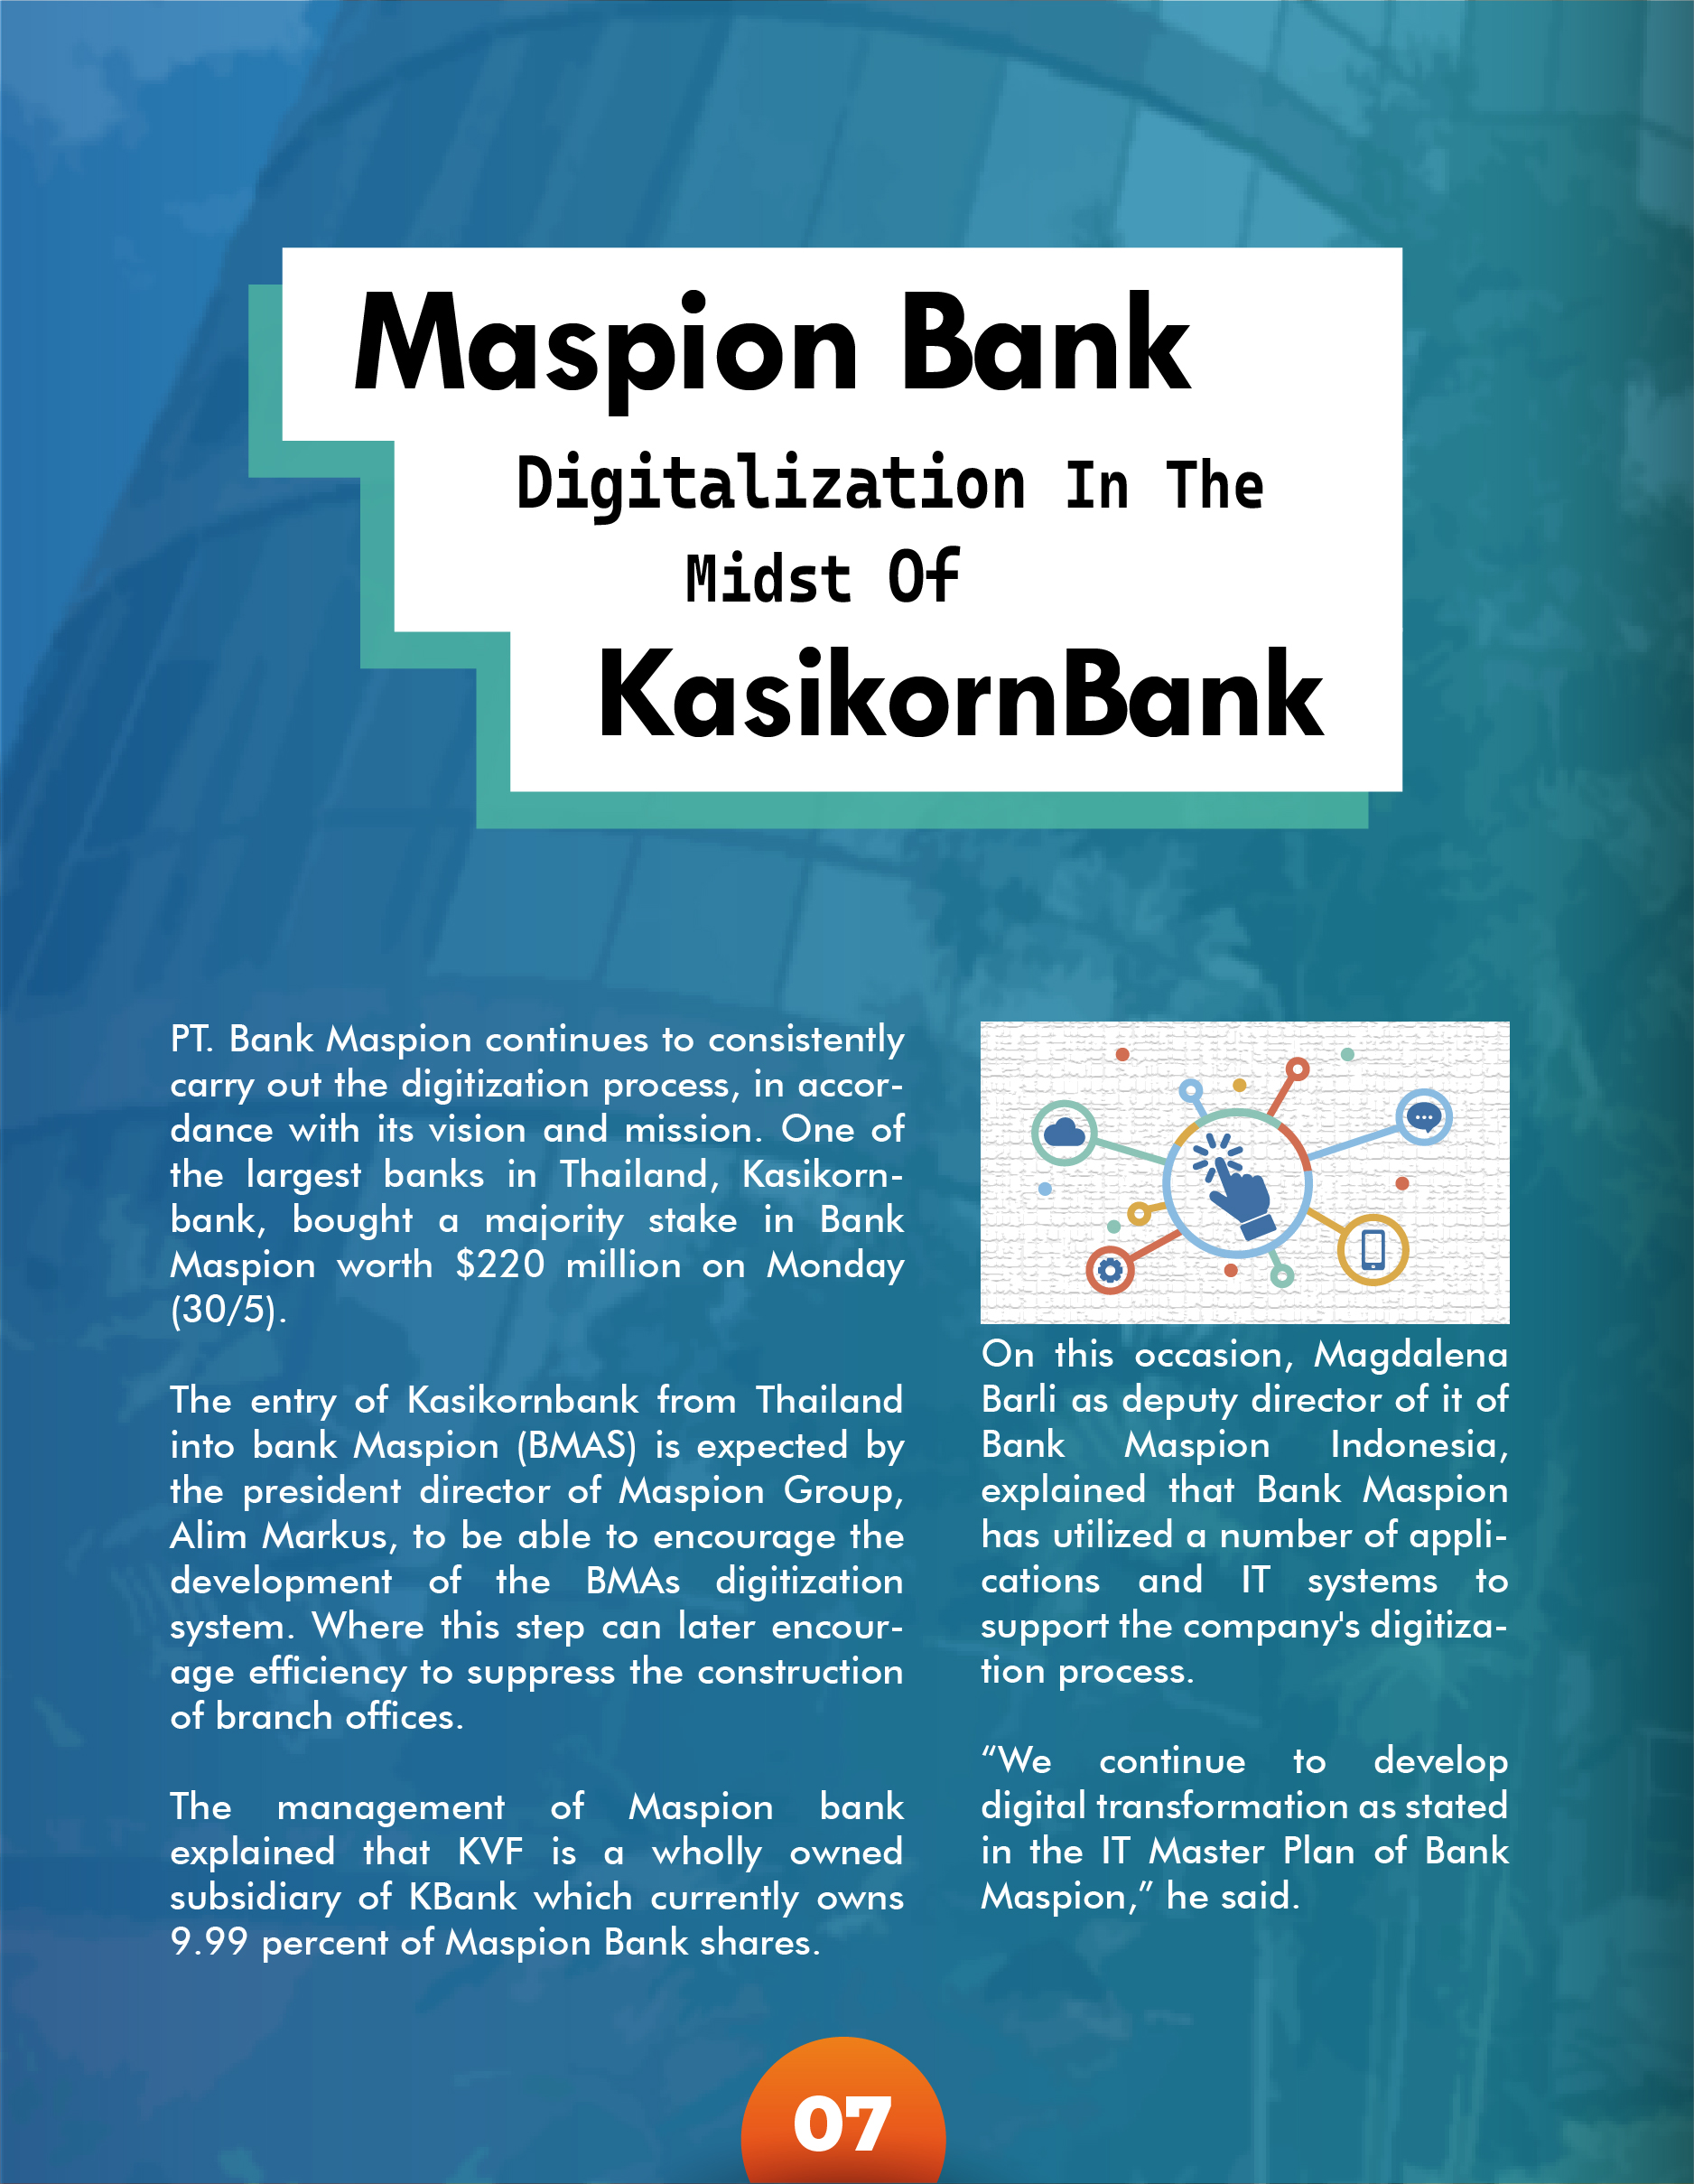 Maspion Bank
Digitalization In The
Midst Of
KasikornBank
PT. Bank Maspion continues to consistently
carry out the digitization process, in accor-
dance with its vision and mission. One of
the largest banks in Thailand, Kasikorn-
bank, bought a majority stake in Bank
Maspion worth $220 million on Monday
(30/5).
The entry of Kasikornbank from Thailand
into bank Maspion (BMAS) is expected by
the president director of Maspion Group,
Alim Markus, to be able to encourage the
development of the BMAs digitization
system. Where this step can later encour-
age efficiency to suppress the construction
of branch offices.
The management of Maspion bank
explained that KVF is a wholly owned
subsidiary of KBank which currently owns
9.99 percent of Maspion Bank shares.
On this occasion, Magdalena
Barli as deputy director of it of
Bank Maspion Indonesia,
explained that Bank Maspion
has utilized a number of appli-
cations and IT systems to
support the company's digitiza-
tion process.
“We continue to develop
digital transformation as stated
in the IT Master Plan of Bank
Maspion,” he said.
07